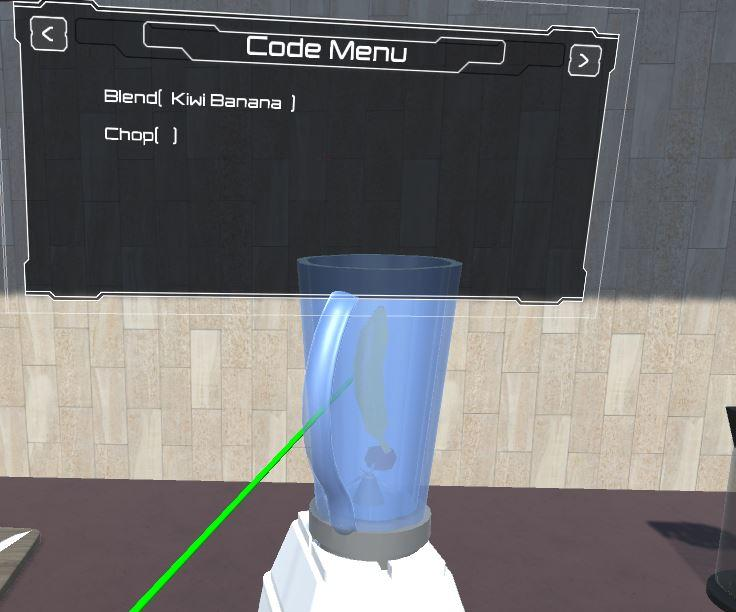 <
Code Menu
>
Blend( Kiwi Banana )
Chop( )